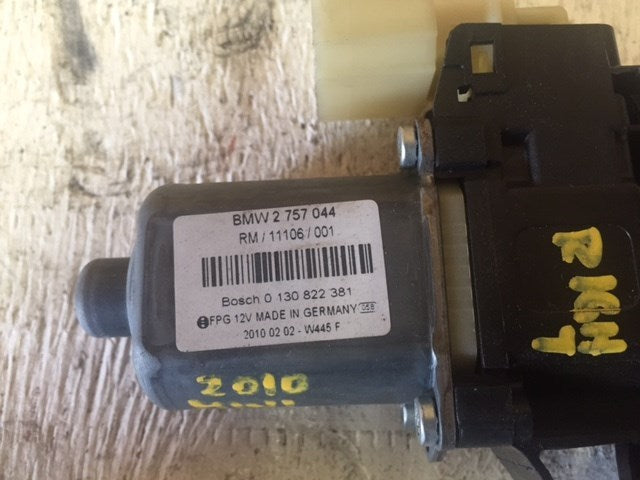 BMW 2 757 044
RM / 11106 / 001
Bosch 0 130 822 381
FPG 12V MADE IN GERMANY 058
2010 02 02 - W445 F
2010